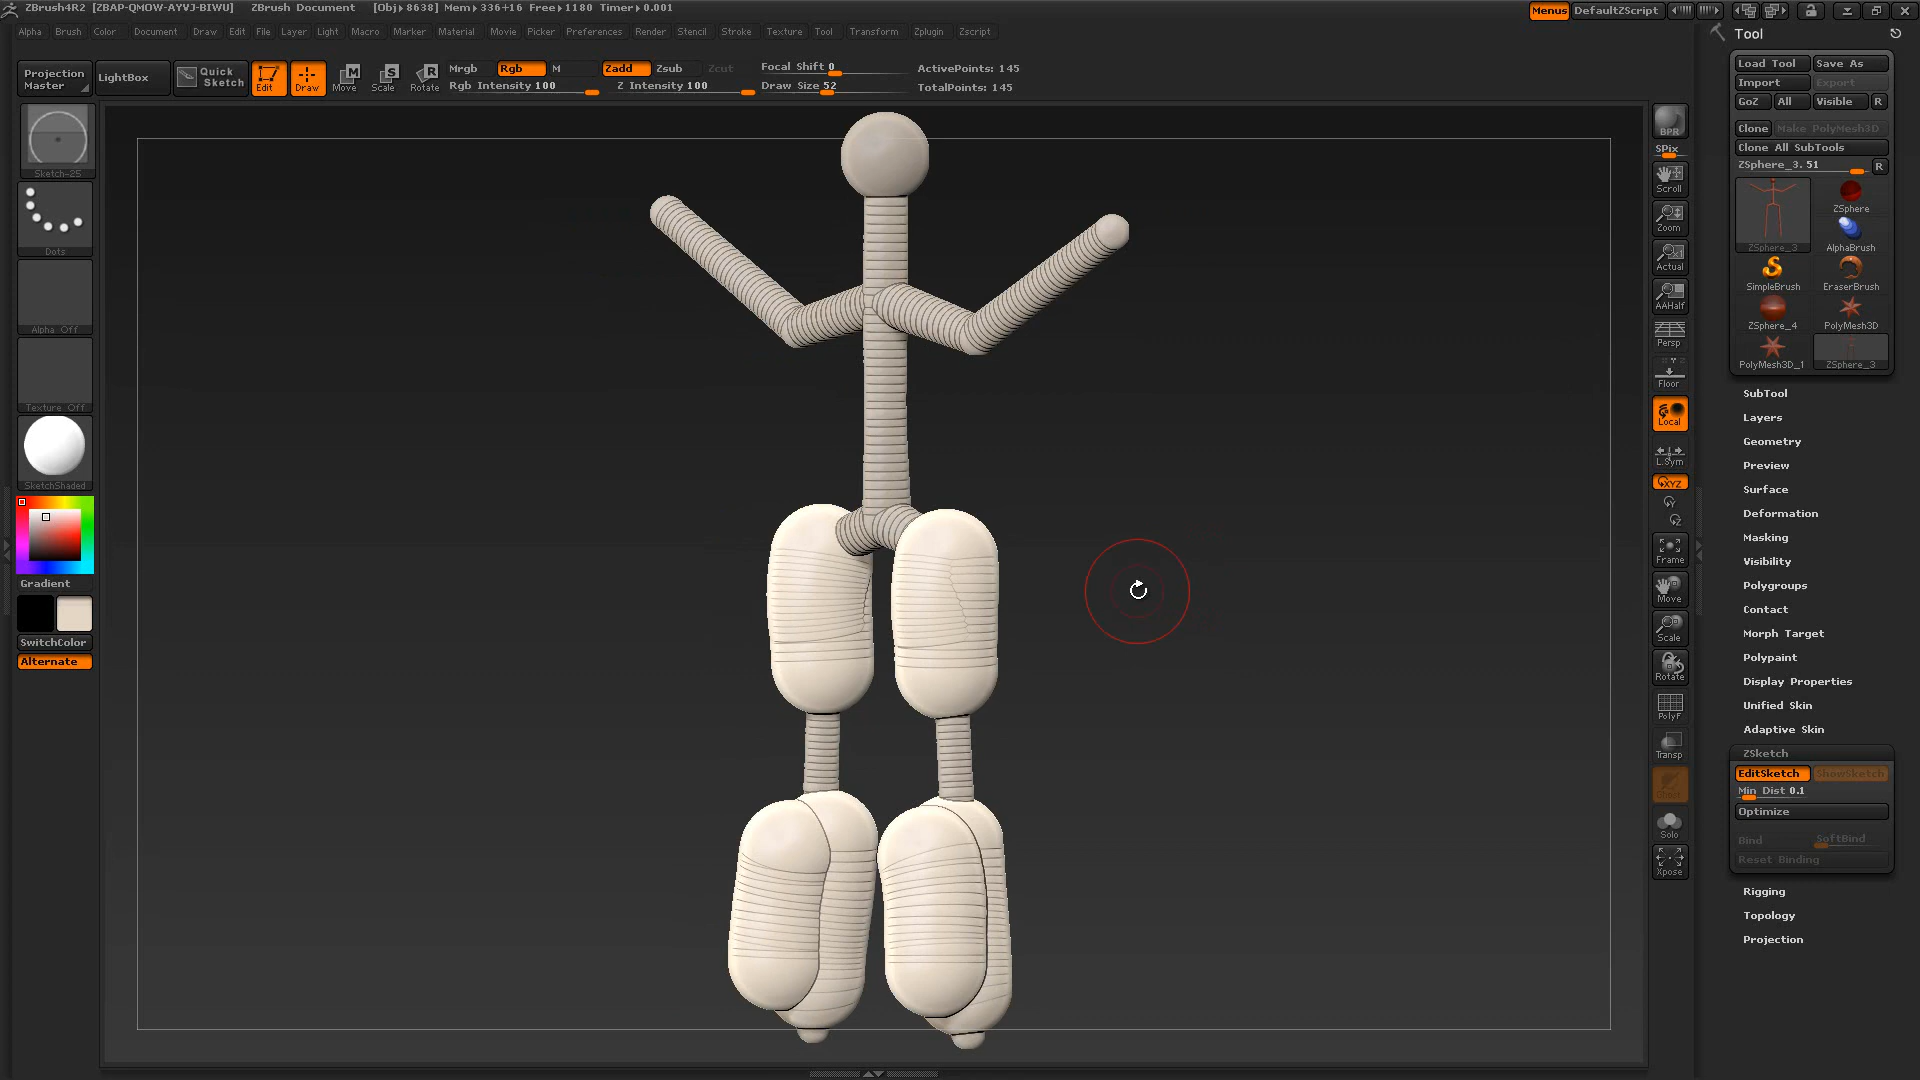 ZBrush4R2 [ZBAP-QMOW-AYVJ-BIWU] ZBrush Document [Obj▸8638] Mem▸336+16 Free▸1180 Timer▸0.001 Menus DefaultZScript
Alpha Brush Color Document Draw Edit File Layer Light Macro Marker Material Movie Picker Preferences Render Stencil Stroke Texture Tool Transform Zplugin Zscript
Projection Master
LightBox
Quick Sketch
Edit
Draw
Move
Scale
Rotate
Mrgb Rgb M
Rgb Intensity 100
Zadd Zsub Zcut
Z Intensity 100
Focal Shift 0
Draw Size 52
ActivePoints: 145
TotalPoints: 145
Sketch-25
Dots
Alpha Off
Texture Off
SketchShaded
Gradient
SwitchColor
Alternate
BPR
SPix
Scroll
Zoom
Actual
AAHalf
Persp
Floor
Local
L.Sym
XYZ
Y
Z
Frame
Move
Scale
Rotate
PolyF
Transp
Ghost
Solo
Xpose
Tool
Load Tool Save As
Import Export
GoZ All Visible R
Clone Make PolyMesh3D
Clone All SubTools
ZSphere_3. 51 R
ZSphere_3 ZSphere
AlphaBrush
SimpleBrush EraserBrush
ZSphere_4 PolyMesh3D
PolyMesh3D_1 ZSphere_3
SubTool
Layers
Geometry
Preview
Surface
Deformation
Masking
Visibility
Polygroups
Contact
Morph Target
Polypaint
Display Properties
Unified Skin
Adaptive Skin
ZSketch
EditSketch ShowSketch
Min Dist 0.1
Optimize
Bind SoftBind
Reset Binding
Rigging
Topology
Projection